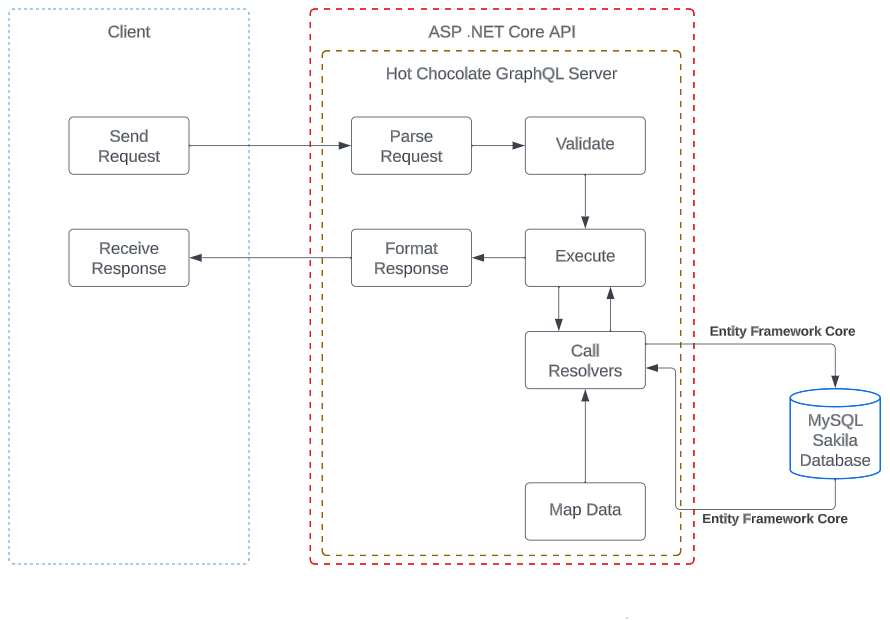 Client
ASP .NET Core API
Hot Chocolate GraphQL Server
Send
Request
Parse
Request
Validate
Receive
Response
Format
Response
Execute
Call
Resolvers
Entity Framework Core
MySQL
Sakila
Database
Map Data
Entity Framework Core